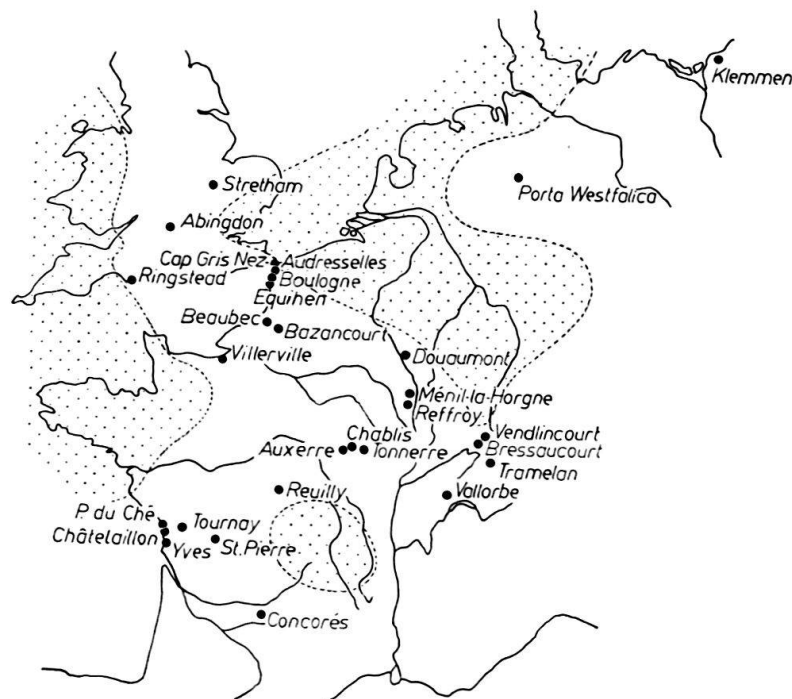 Klemmen
Stretham
Porta Westfalica
Abingdon
Cap Gris Nez Audresselles
Ringstead Boulogne
Equihen
Beaubec
Bazancourt
Villerville
Douaumont
Ménil-la-Horgne
Reffroy
Chablis
Auxerre Tonnerre
Vendlincourt
Bressaucourt
Tramelan
Reuilly
Vallorbe
P. du Ché
Tournay
Châtelaillon
Yves St. Pierre
Concorés